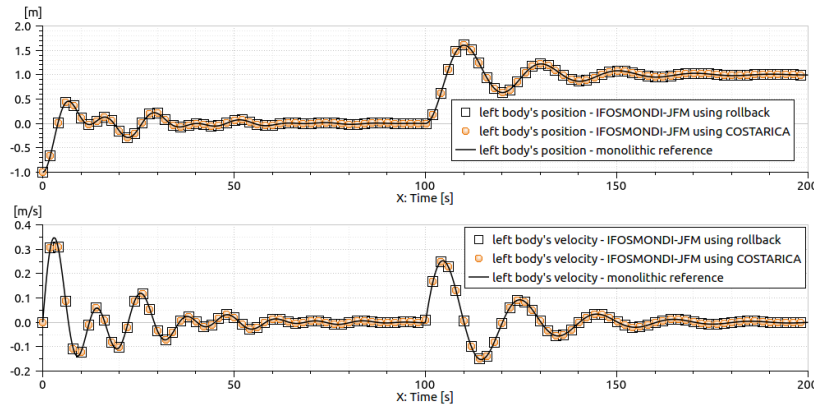 [m]
2.0
1.5
1.0
0.5
0.0
-0.5
-1.0
left body's position - IFOSMONDI-JFM using rollback
left body's position - IFOSMONDI-JFM using COSTARICA
left body's position - monolithic reference
0 50 100 150 200
X: Time [s]
[m/s]
0.4
0.3
0.2
0.1
0.0
-0.1
-0.2
left body's velocity - IFOSMONDI-JFM using rollback
left body's velocity - IFOSMONDI-JFM using COSTARICA
left body's velocity - monolithic reference
0 50 100 150 200
X: Time [s]